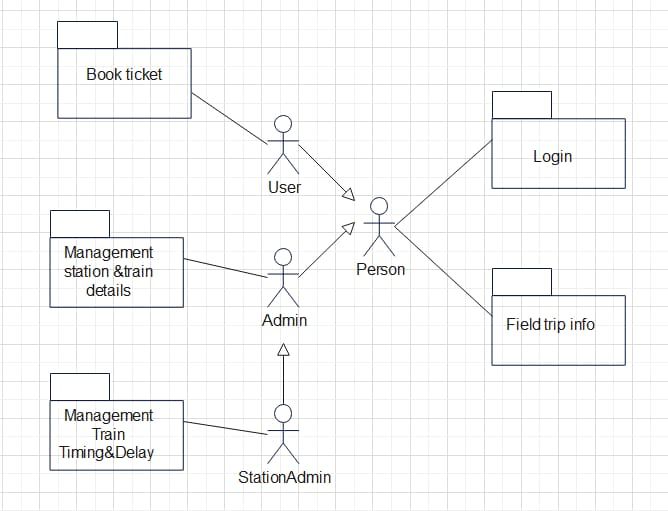 Book ticket
User
Login
Management
station &train
details
Person
Admin
Field trip info
Management
Train
Timing&Delay
StationAdmin